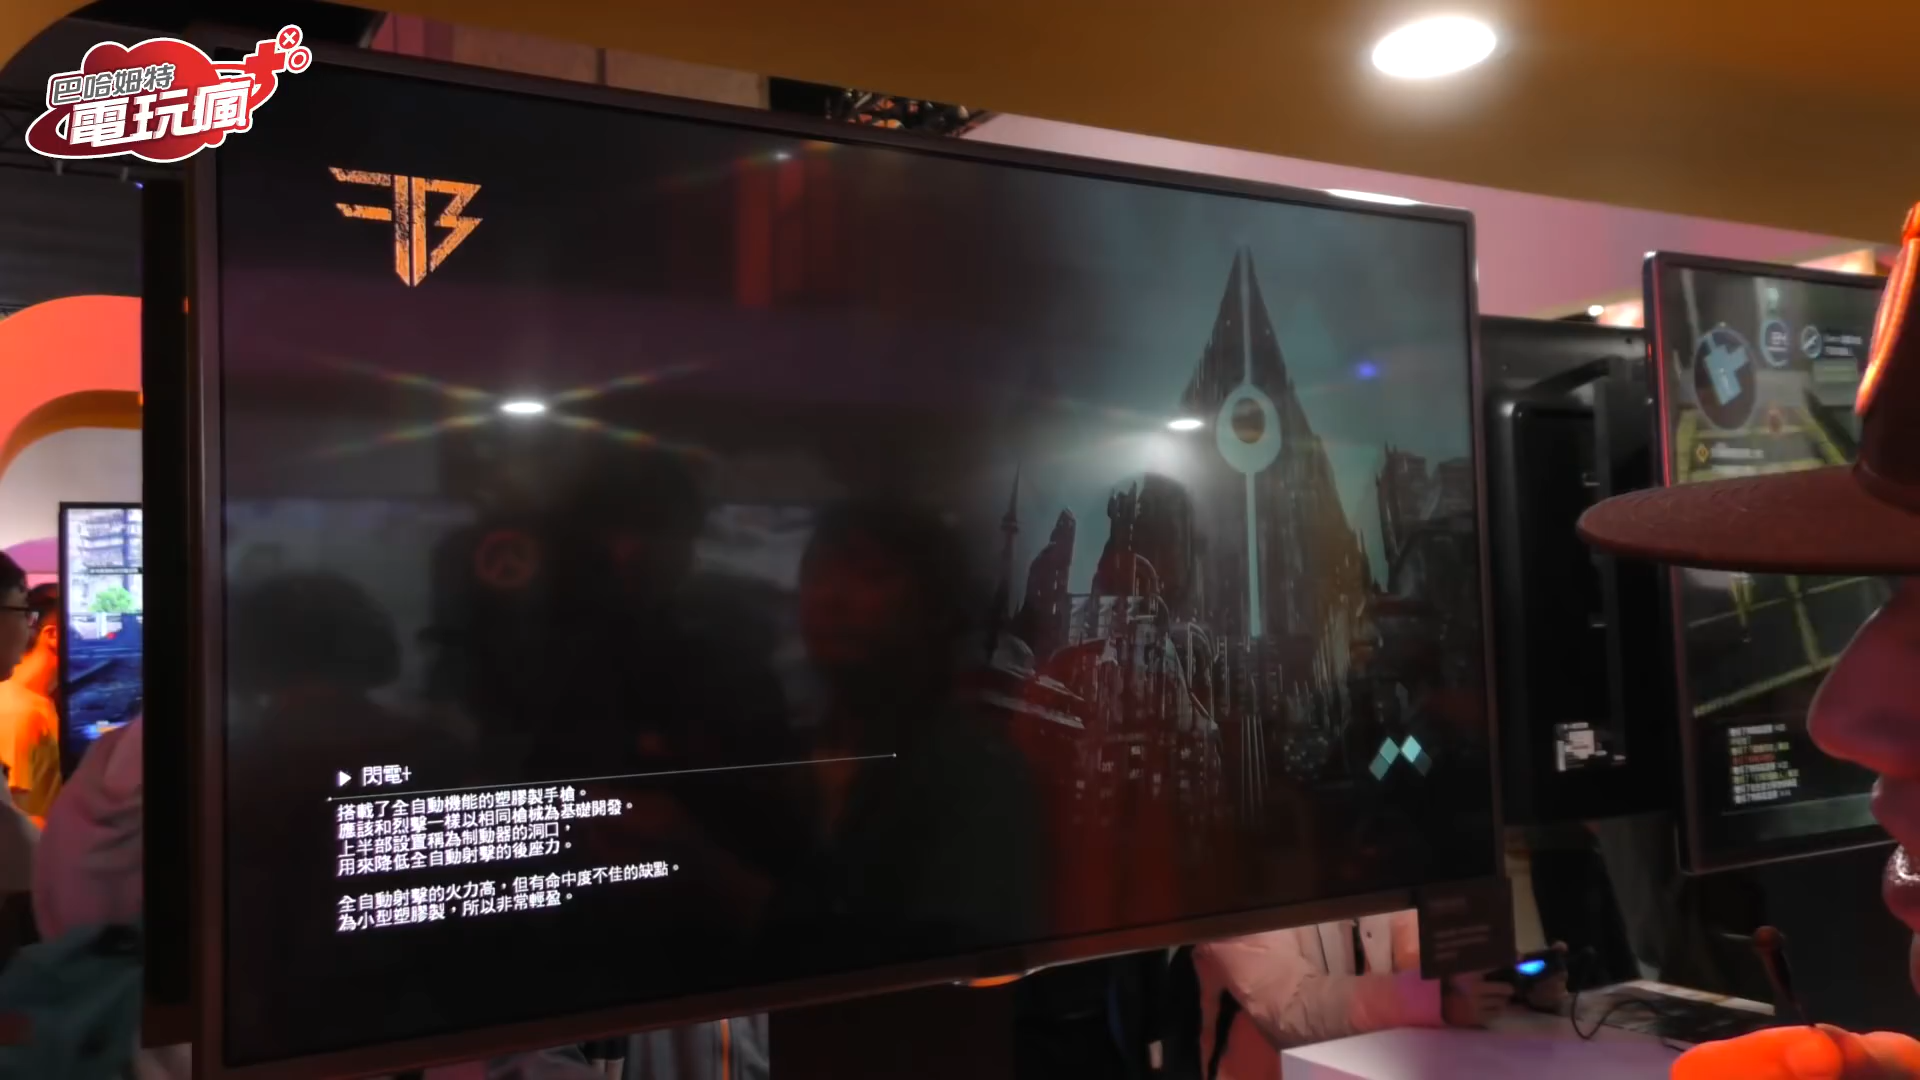 巴哈姆特
電玩瘋
閃電+
搭載了全自動機能的塑膠製手槍。
應該和烈擊一樣以相同槍械為基礎開發。
上半部設置稱為制動器的洞口，
用來降低全自動射擊的後座力。
全自動射擊的火力高，但有命中度不佳的缺點。
為小型塑膠製，所以非常輕盈。